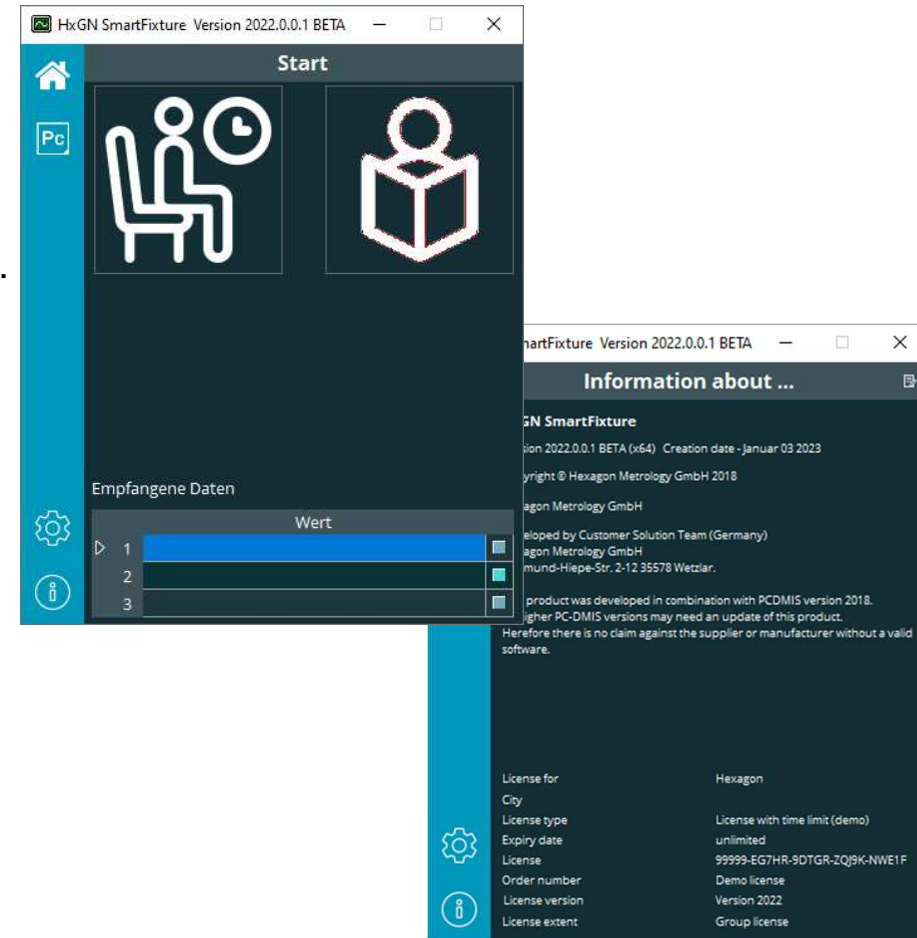 HxGN SmartFixture Version 2022.0.0.1 BETA
Start
Pc
.
Empfangene Daten
Wert
1
2
3
SmartFixture Version 2022.0.0.1 BETA
Information about ...
GN SmartFixture
sion 2022.0.0.1 BETA (x64) Creation date - Januar 03 2023
yright © Hexagon Metrology GmbH 2018
agon Metrology GmbH
eloped by Customer Solution Team (Germany)
agon Metrology GmbH
mund-Hiepe-Str. 2-12 35578 Wetzlar.
product was developed in combination with PCDMIS version 2018.
igher PC-DMIS versions may need an update of this product.
Herefore there is no claim against the supplier or manufacturer without a valid
software.
License for Hexagon
City
License type License with time limit (demo)
Expiry date unlimited
License 99999-EG7HR-9DTGR-ZQJ9K-NWE1F
Order number Demo license
License version Version 2022
License extent Group license